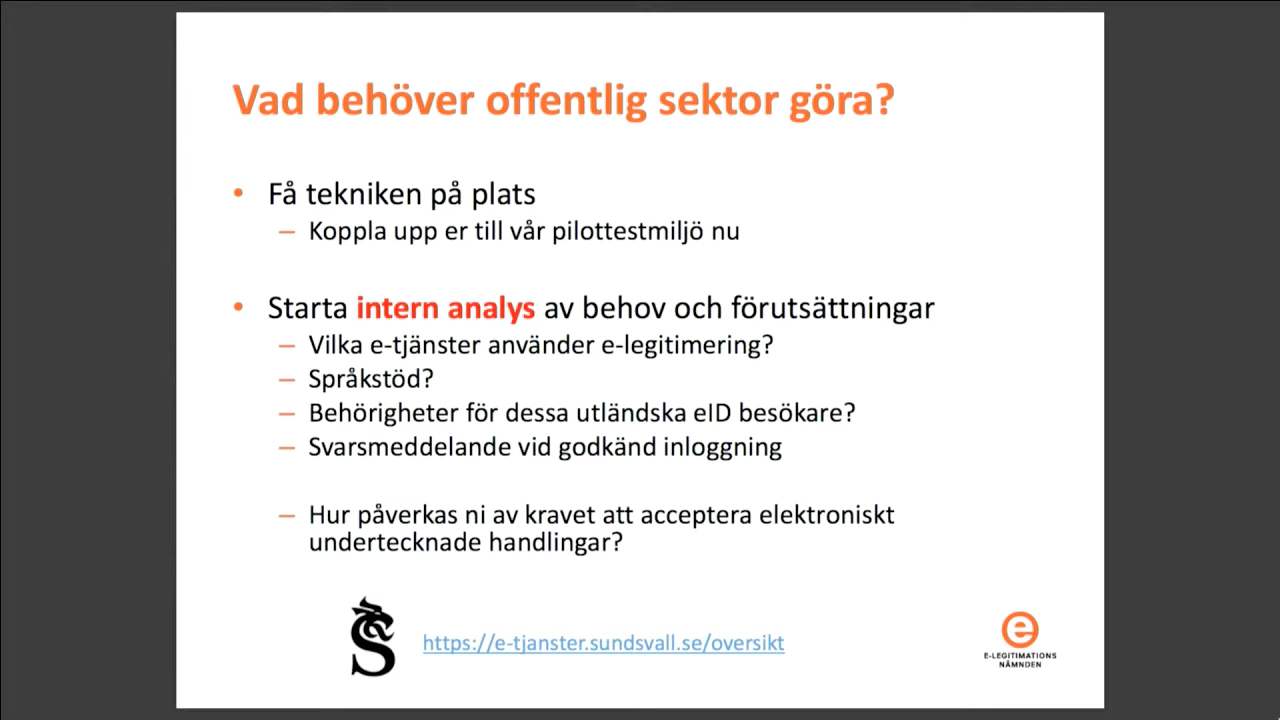 Vad behöver offentlig sektor göra?
• Få tekniken på plats
– Koppla upp er till vår pilottestmiljö nu
• Starta intern analys av behov och förutsättningar
– Vilka e-tjänster använder e-legitimering?
– Språkstöd?
– Behörigheter för dessa utländska eID besökare?
– Svarsmeddelande vid godkänd inloggning
– Hur påverkas ni av kravet att acceptera elektroniskt
undertecknade handlingar?
https://e-tjanster.sundsvall.se/oversikt
E-LEGITIMATIONS
NÄMNDEN